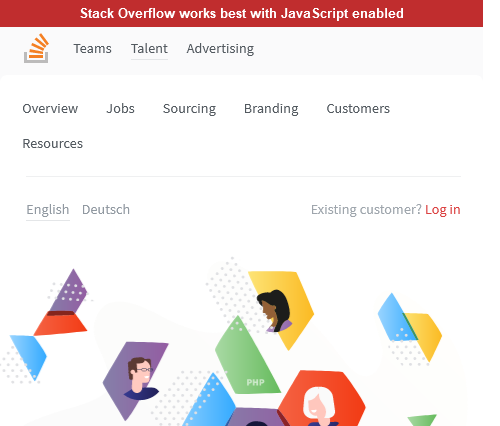 Stack Overflow works best with JavaScript enabled
Teams Talent Advertising
Overview Jobs Sourcing Branding Customers
Resources
English Deutsch Existing customer? Log in
PHP